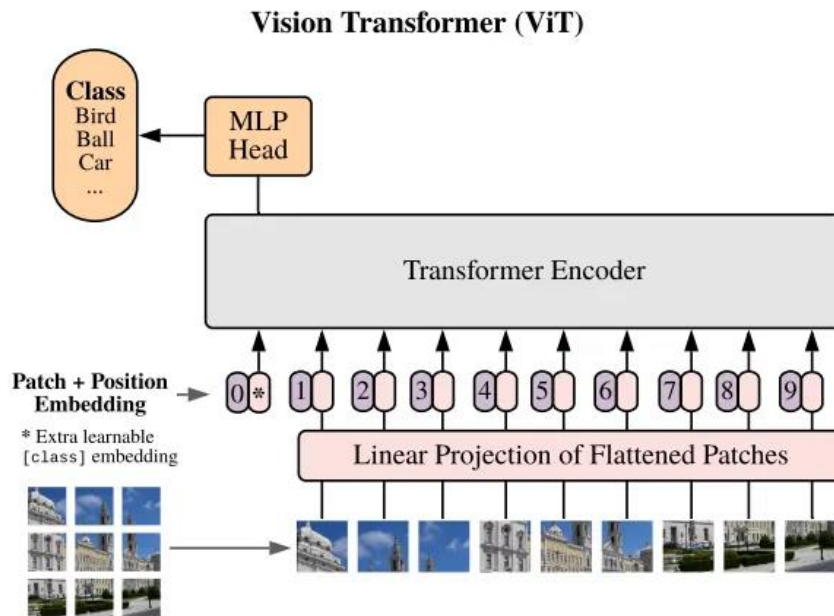 Vision Transformer (ViT)
Class
Bird
Ball
Car
...
MLP
Head
Transformer Encoder
Patch + Position
Embedding
0 * 1 2 3 4 5 6 7 8 9
* Extra learnable
[class] embedding
Linear Projection of Flattened Patches